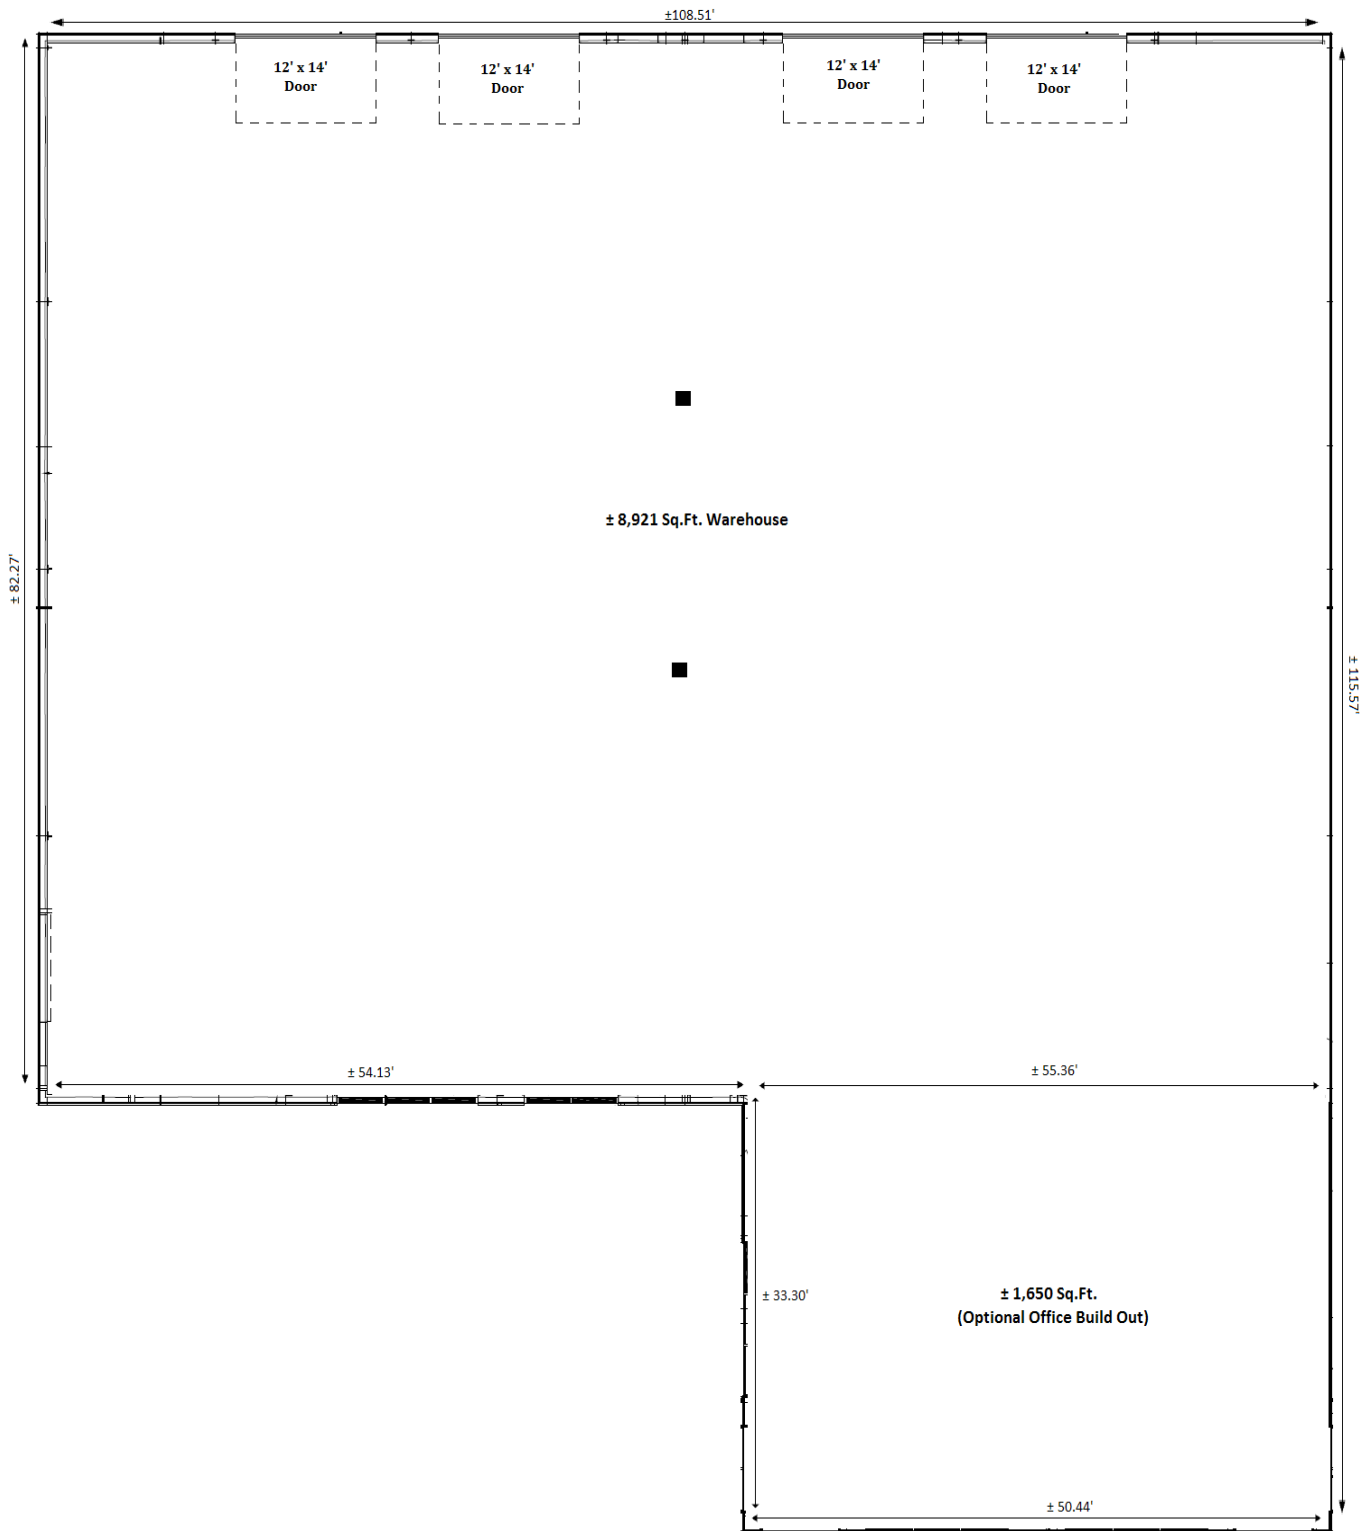 ±108.51'
12' x 14'
Door
12' x 14'
Door
12' x 14'
Door
12' x 14'
Door
± 8,921 Sq.Ft. Warehouse
± 82.27'
± 115.57'
± 54.13'
± 55.36'
± 33.30'
± 1,650 Sq.Ft.
(Optional Office Build Out)
± 50.44'